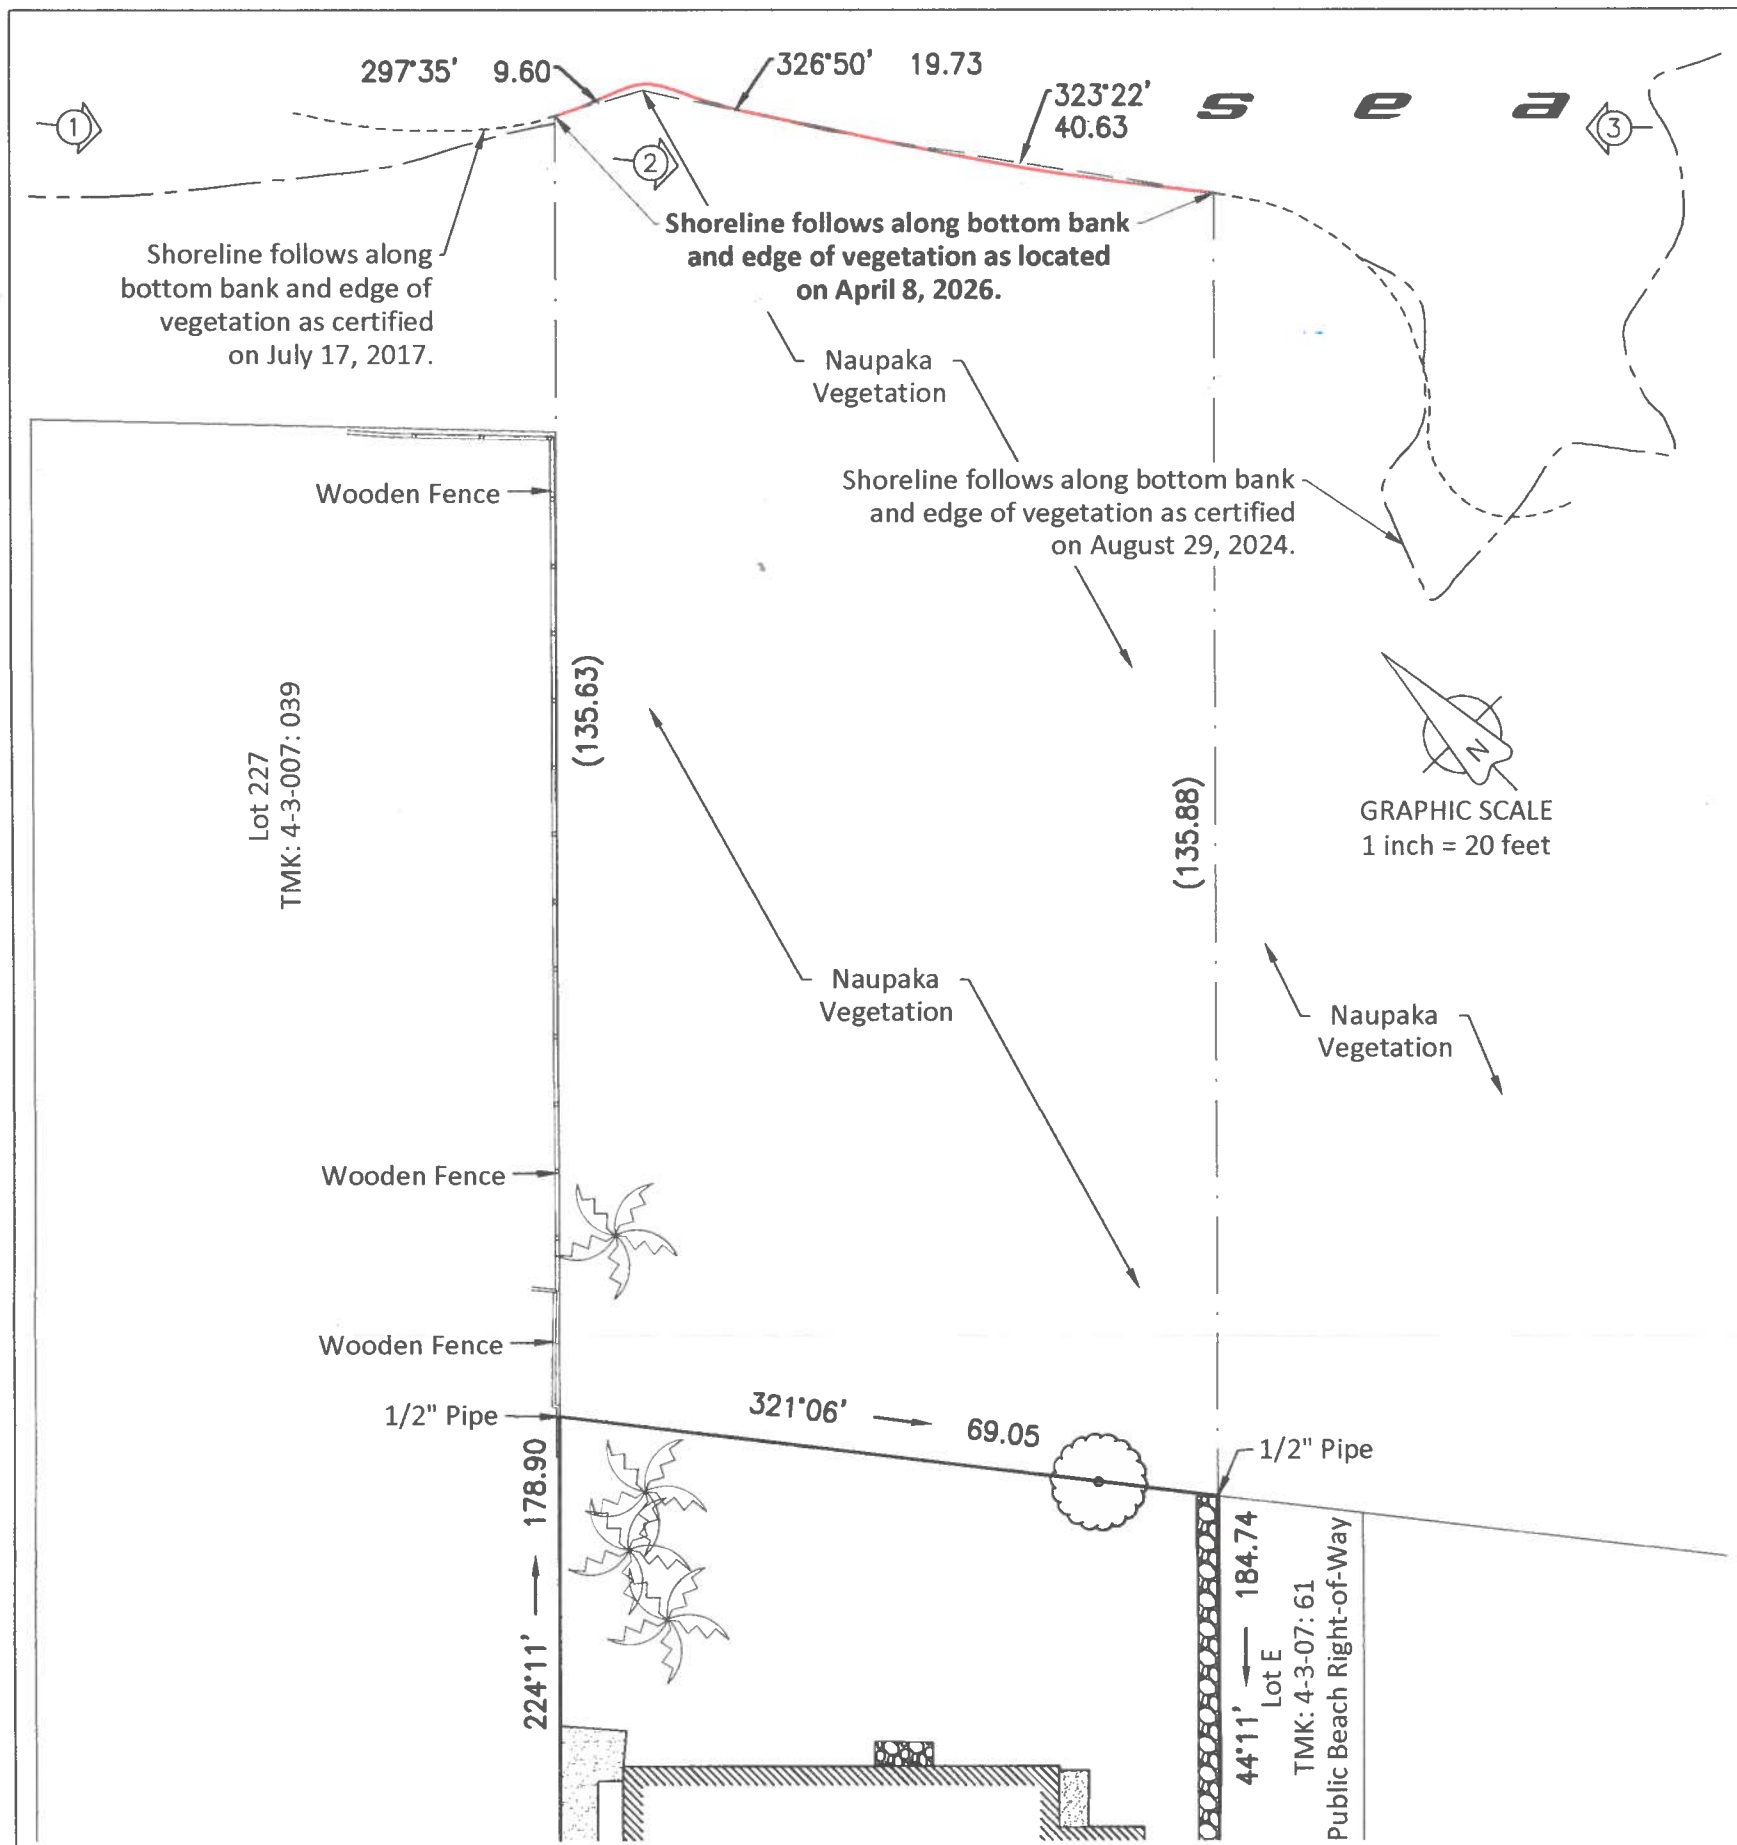 297°35' 9.60
326°50' 19.73
323°22'
40.63
sea
1
2
3
Shoreline follows along
bottom bank and edge of
vegetation as certified
on July 17, 2017.
Shoreline follows along bottom bank
and edge of vegetation as located
on April 8, 2026.
Naupaka
Vegetation
Wooden Fence
Shoreline follows along bottom bank
and edge of vegetation as certified
on August 29, 2024.
(135.63)
Lot 227
TMK: 4-3-007: 039
(135.88)
N
GRAPHIC SCALE
1 inch = 20 feet
Naupaka
Vegetation
Naupaka
Vegetation
Wooden Fence
Wooden Fence
1/2" Pipe
321°06' 69.05
1/2" Pipe
224°11' 178.90
44°11' 184.74
Lot E
TMK: 4-3-07: 61
Public Beach Right-of-Way